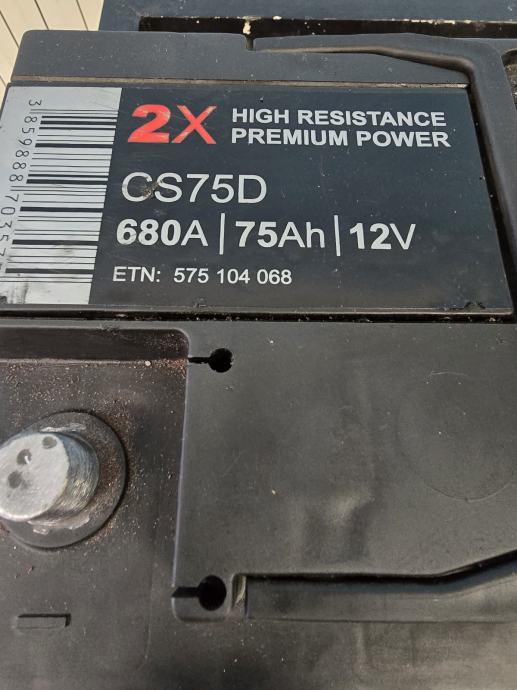 2X HIGH RESISTANCE
PREMIUM POWER
CS75D
680A | 75Ah | 12V
ETN: 575 104 068